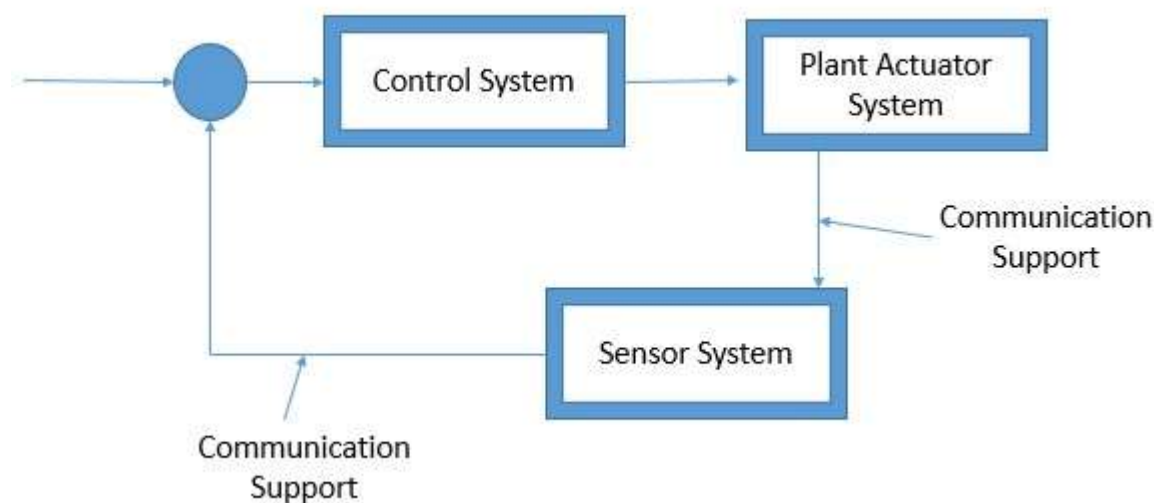 Control System
Plant Actuator
System
Communication
Support
Sensor System
Communication
Support